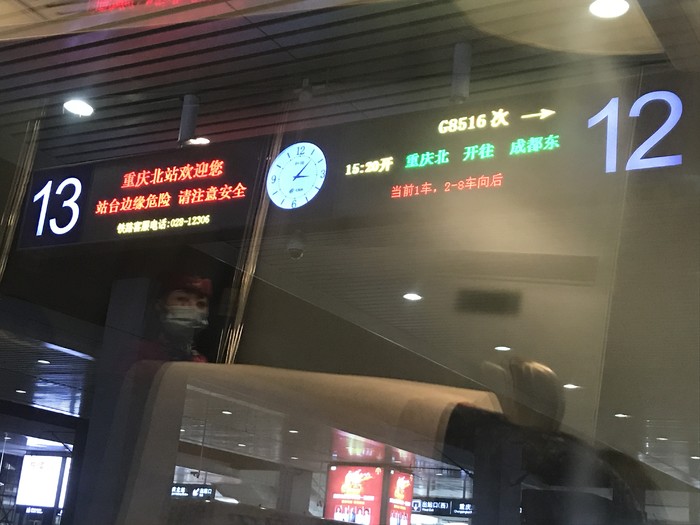 13
重庆北站欢迎您
站台边缘危险 请注意安全
铁路客服电话:028-12306
G8516次 →
15:20开 重庆北 开往 成都东
当前1车，2-8车向后
12